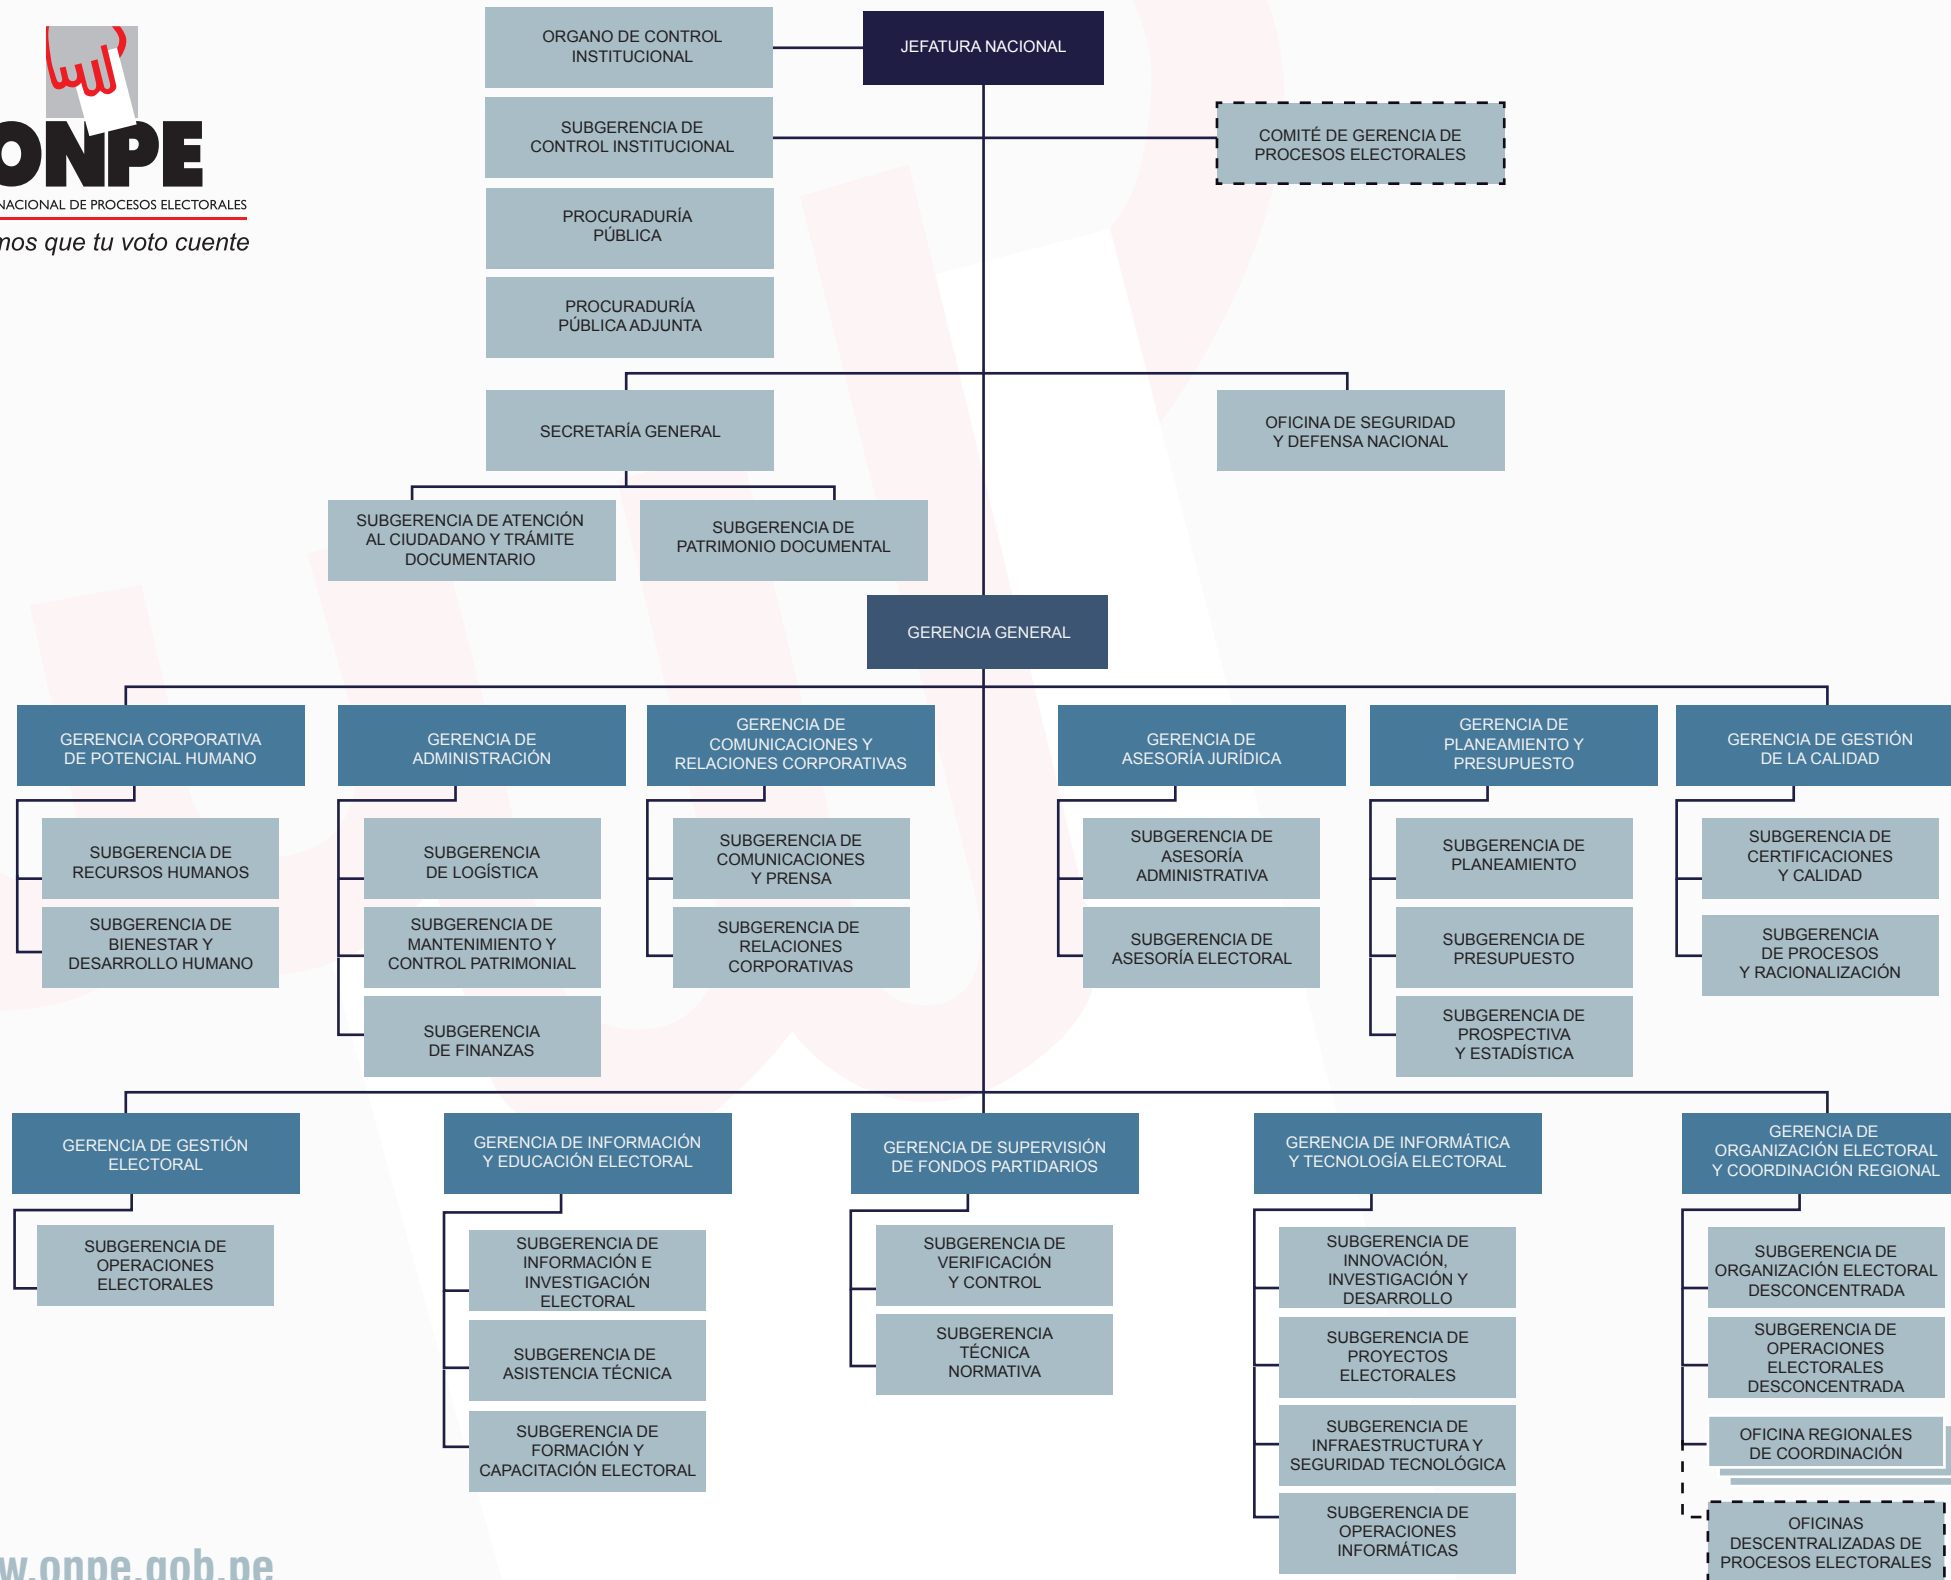 ONPE
NACIONAL DE PROCESOS ELECTORALES
que tu voto cuente
ORGANO DE CONTROL
INSTITUCIONAL
JEFATURA NACIONAL
SUBGERENCIA DE
CONTROL INSTITUCIONAL
COMITÉ DE GERENCIA DE
PROCESOS ELECTORALES
PROCURADURÍA
PÚBLICA
PROCURADURÍA
PÚBLICA ADJUNTA
SECRETARÍA GENERAL
OFICINA DE SEGURIDAD
Y DEFENSA NACIONAL
SUBGERENCIA DE ATENCIÓN
AL CIUDADANO Y TRÁMITE
DOCUMENTARIO
SUBGERENCIA DE
PATRIMONIO DOCUMENTAL
GERENCIA GENERAL
GERENCIA CORPORATIVA
DE POTENCIAL HUMANO
GERENCIA DE
ADMINISTRACIÓN
GERENCIA DE
COMUNICACIONES Y
RELACIONES CORPORATIVAS
GERENCIA DE
ASESORÍA JURÍDICA
GERENCIA DE
PLANEAMIENTO Y
PRESUPUESTO
GERENCIA DE GESTIÓN
DE LA CALIDAD
SUBGERENCIA DE
RECURSOS HUMANOS
SUBGERENCIA DE
BIENESTAR Y
DESARROLLO HUMANO
SUBGERENCIA
DE LOGÍSTICA
SUBGERENCIA DE
MANTENIMIENTO Y
CONTROL PATRIMONIAL
SUBGERENCIA
DE FINANZAS
SUBGERENCIA DE
COMUNICACIONES
Y PRENSA
SUBGERENCIA DE
RELACIONES
CORPORATIVAS
SUBGERENCIA DE
ASESORÍA
ADMINISTRATIVA
SUBGERENCIA DE
ASESORÍA ELECTORAL
SUBGERENCIA DE
PLANEAMIENTO
SUBGERENCIA DE
PRESUPUESTO
SUBGERENCIA DE
PROSPECTIVA
Y ESTADÍSTICA
SUBGERENCIA DE
CERTIFICACIONES
Y CALIDAD
SUBGERENCIA
DE PROCESOS
Y RACIONALIZACIÓN
GERENCIA DE GESTIÓN
ELECTORAL
GERENCIA DE INFORMACIÓN
Y EDUCACIÓN ELECTORAL
GERENCIA DE SUPERVISIÓN
DE FONDOS PARTIDARIOS
GERENCIA DE INFORMÁTICA
Y TECNOLOGÍA ELECTORAL
GERENCIA DE
ORGANIZACIÓN ELECTORAL
Y COORDINACIÓN REGIONAL
SUBGERENCIA DE
OPERACIONES
ELECTORALES
SUBGERENCIA DE
INFORMACIÓN E
INVESTIGACIÓN
ELECTORAL
SUBGERENCIA DE
ASISTENCIA TÉCNICA
SUBGERENCIA DE
FORMACIÓN Y
CAPACITACIÓN ELECTORAL
SUBGERENCIA DE
VERIFICACIÓN
Y CONTROL
SUBGERENCIA
TÉCNICA
NORMATIVA
SUBGERENCIA DE
INNOVACIÓN,
INVESTIGACIÓN Y
DESARROLLO
SUBGERENCIA DE
PROYECTOS
ELECTORALES
SUBGERENCIA DE
INFRAESTRUCTURA Y
SEGURIDAD TECNOLÓGICA
SUBGERENCIA DE
OPERACIONES
INFORMÁTICAS
SUBGERENCIA DE
ORGANIZACIÓN ELECTORAL
DESCONCENTRADA
SUBGERENCIA DE
OPERACIONES
ELECTORALES
DESCONCENTRADA
OFICINA REGIONALES
DE COORDINACIÓN
OFICINAS
DESCENTRALIZADAS DE
PROCESOS ELECTORALES
w.onpe.gob.pe